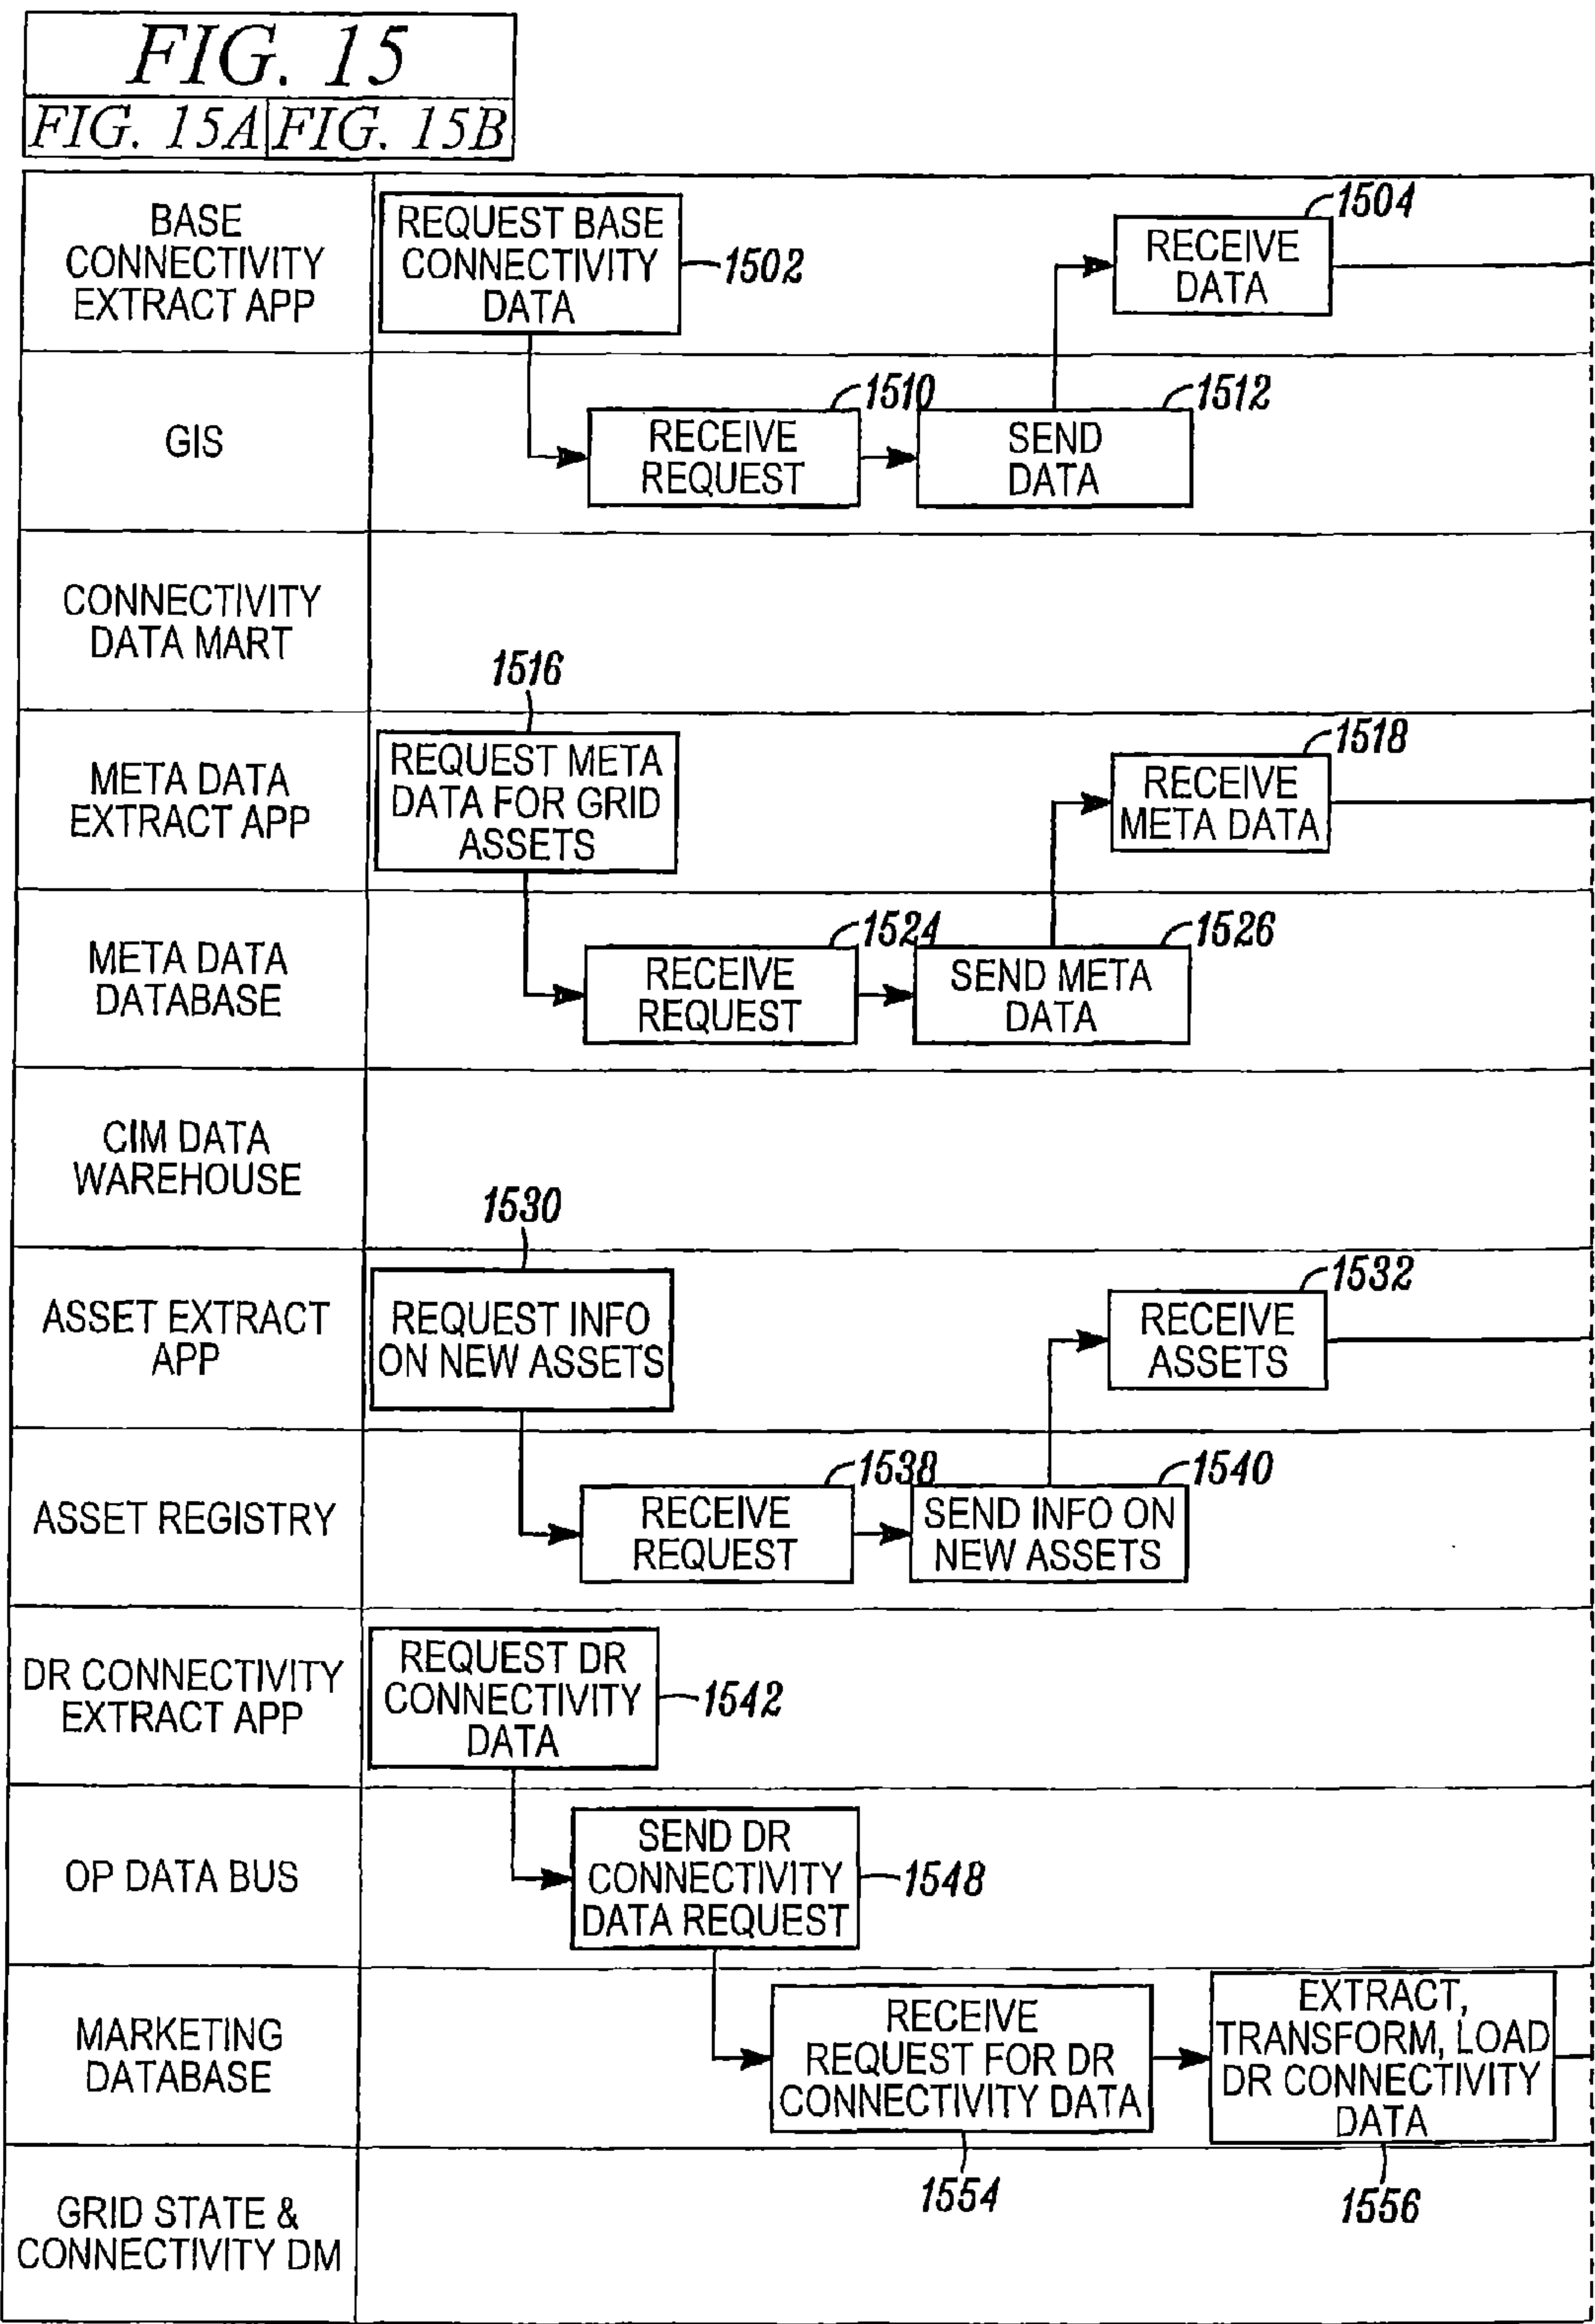 FIG. 15
FIG. 15A FIG. 15B
BASE
CONNECTIVITY
EXTRACT APP
REQUEST BASE
CONNECTIVITY
DATA
1502
1504
RECEIVE
DATA
GIS
1510
RECEIVE
REQUEST
1512
SEND
DATA
CONNECTIVITY
DATA MART
META DATA
EXTRACT APP
1516
REQUEST META
DATA FOR GRID
ASSETS
1518
RECEIVE
META DATA
META DATA
DATABASE
1524
RECEIVE
REQUEST
1526
SEND META
DATA
CIM DATA
WAREHOUSE
ASSET EXTRACT
APP
1530
REQUEST INFO
ON NEW ASSETS
1532
RECEIVE
ASSETS
ASSET REGISTRY
1538
RECEIVE
REQUEST
1540
SEND INFO ON
NEW ASSETS
DR CONNECTIVITY
EXTRACT APP
REQUEST DR
CONNECTIVITY
DATA
1542
OP DATA BUS
SEND DR
CONNECTIVITY
DATA REQUEST
1548
MARKETING
DATABASE
RECEIVE
REQUEST FOR DR
CONNECTIVITY DATA
1554
EXTRACT,
TRANSFORM, LOAD
DR CONNECTIVITY
DATA
1556
GRID STATE &
CONNECTIVITY DM